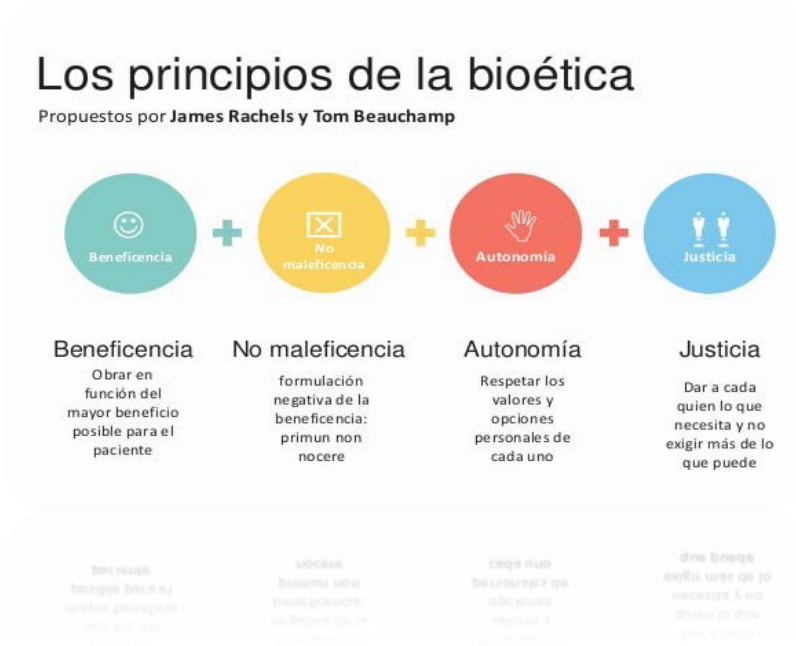 Los principios de la bioética
Propuestos por James Rachels y Tom Beauchamp
Beneficencia
No
maleficencia
Autonomía
Justicia
Beneficencia
Obrar en
función del
mayor beneficio
posible para el
paciente
No maleficencia
formulación
negativa de la
beneficencia:
primun non
nocere
Autonomía
Respetar los
valores y
opciones
personales de
cada uno
Justicia
Dar a cada
quien lo que
necesita y no
exigir más de lo
que puede